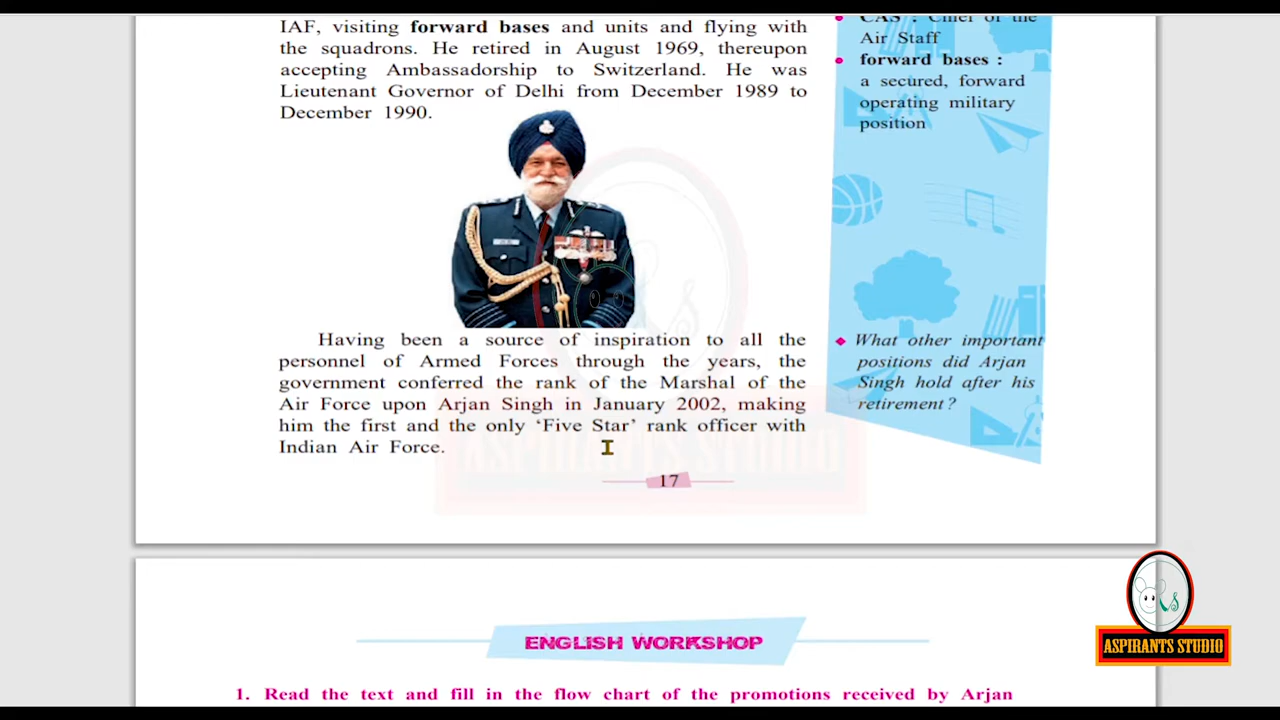 IAF, visiting forward bases and units and flying with
the squadrons. He retired in August 1969, thereupon
accepting Ambassadorship to Switzerland. He was
Lieutenant Governor of Delhi from December 1989 to
December 1990.
CAS : Chief of the
Air Staff
forward bases :
a secured, forward
operating military
position
Having been a source of inspiration to all the
personnel of Armed Forces through the years, the
government conferred the rank of the Marshal of the
Air Force upon Arjan Singh in January 2002, making
him the first and the only ‘Five Star’ rank officer with
Indian Air Force.
What other important
positions did Arjan
Singh hold after his
retirement?
17
ASPIRANTS STUDIO
ENGLISH WORKSHOP
1. Read the text and fill in the flow chart of the promotions received by Arjan
ASPIRANTS STUDIO